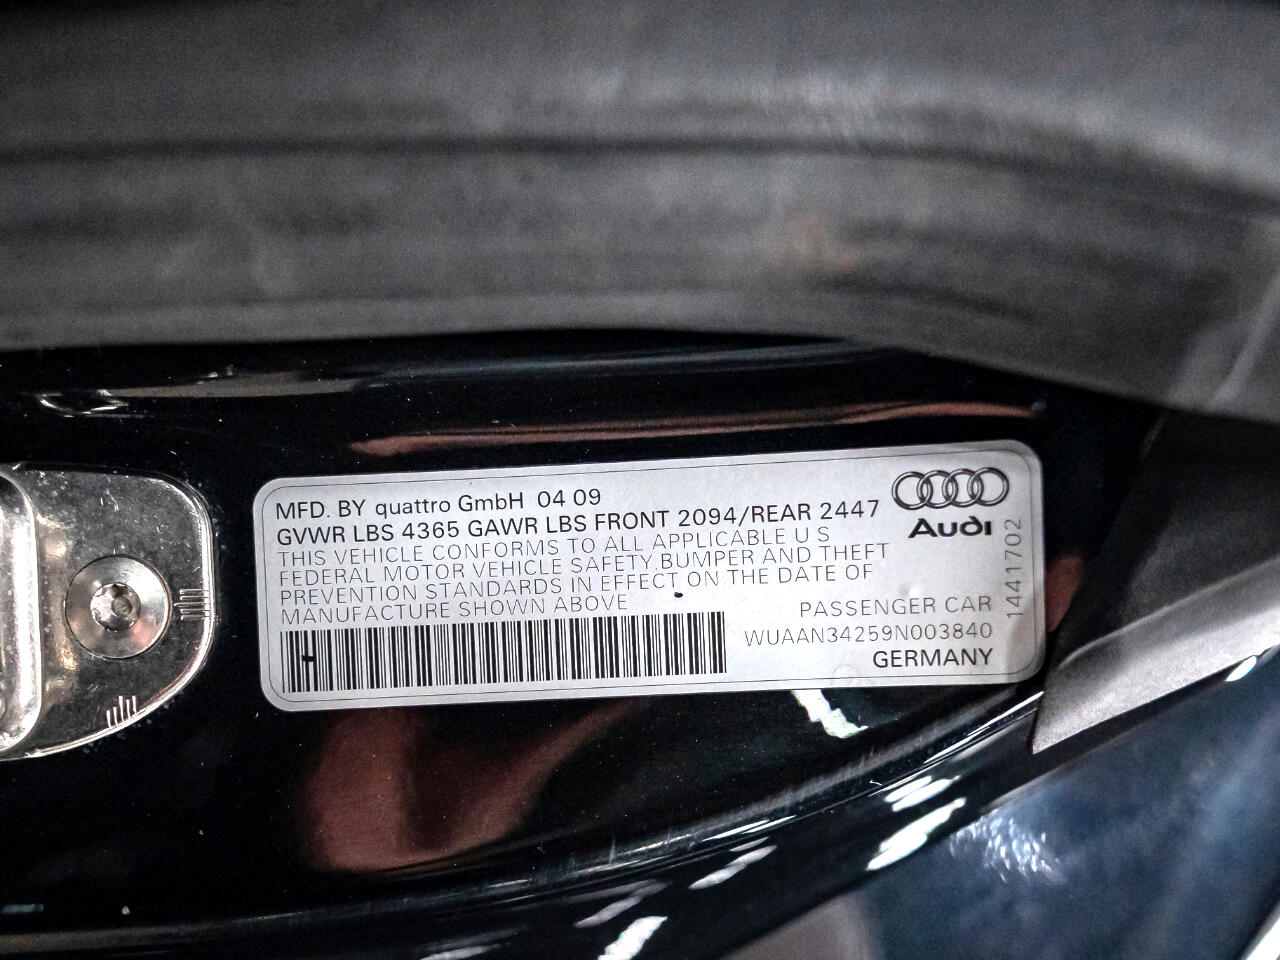 MFD. BY quattro GmbH 04 09
GVWR LBS 4365 GAWR LBS FRONT 2094/REAR 2447
THIS VEHICLE CONFORMS TO ALL APPLICABLE U S
FEDERAL MOTOR VEHICLE SAFETY,BUMPER AND THEFT
PREVENTION STANDARDS IN EFFECT ON THE DATE OF
MANUFACTURE SHOWN ABOVE
Audi
1441702
PASSENGER CAR
WUAAN34259N003840
GERMANY